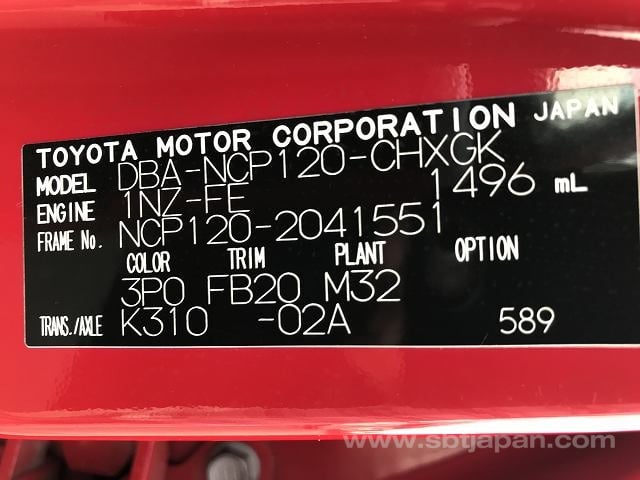 TOYOTA MOTOR CORPORATION JAPAN
MODEL DBA-NCP120-CHXGK
ENGINE 1NZ-FE 1496 mL
FRAME No. NCP120-2041551
COLOR TRIM PLANT OPTION
3P0 FB20 M32
TRANS./AXLE K310 -02A 589
www.sbtjapan.com